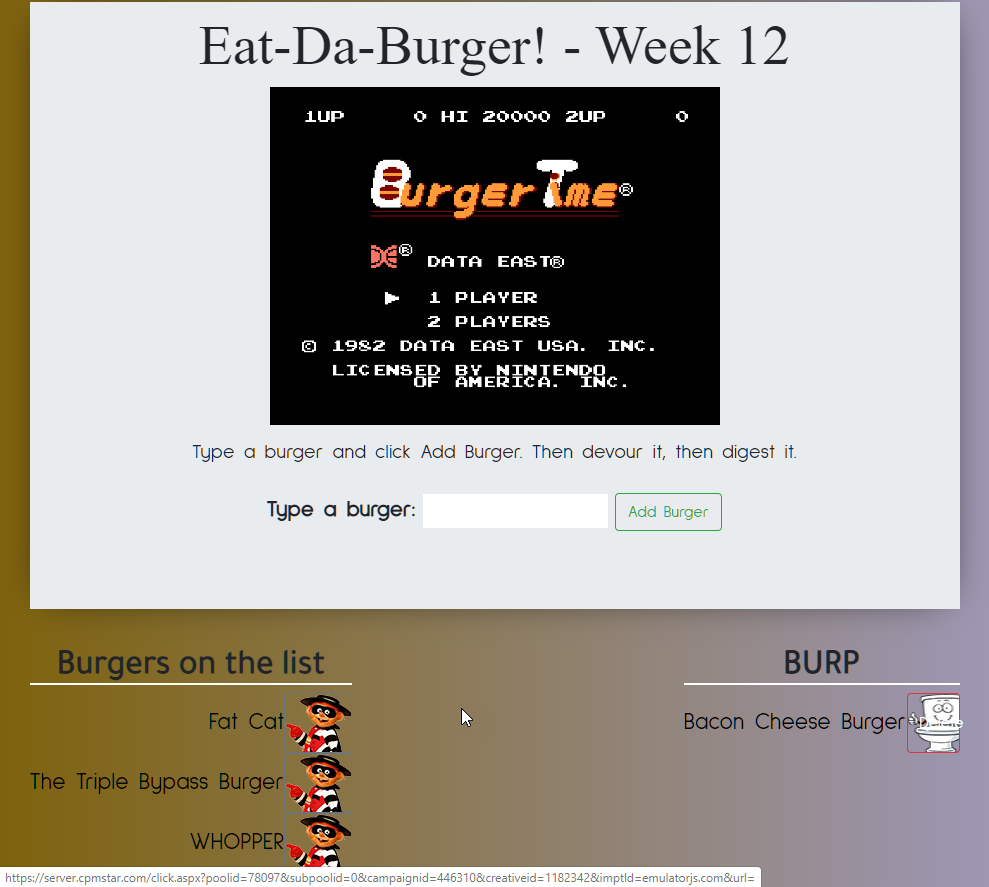 Eat-Da-Burger! - Week 12
1UP 0 HI 20000 2UP 0
BurgerTime®
® DATA EAST®
1 PLAYER
2 PLAYERS
© 1982 DATA EAST USA. INC.
LICENSED BY NINTENDO
OF AMERICA. INC.
Type a burger and click Add Burger. Then devour it, then digest it.
Type a burger:
Add Burger
Burgers on the list
Fat Cat
The Triple Bypass Burger
WHOPPER
BURP
Bacon Cheese Burger
Delete
https://server.cpmstar.com/click.aspx?poolid=78097&subpoolid=0&campaignid=446310&creativeid=1182342&imptId=emulatorjs.com&url=